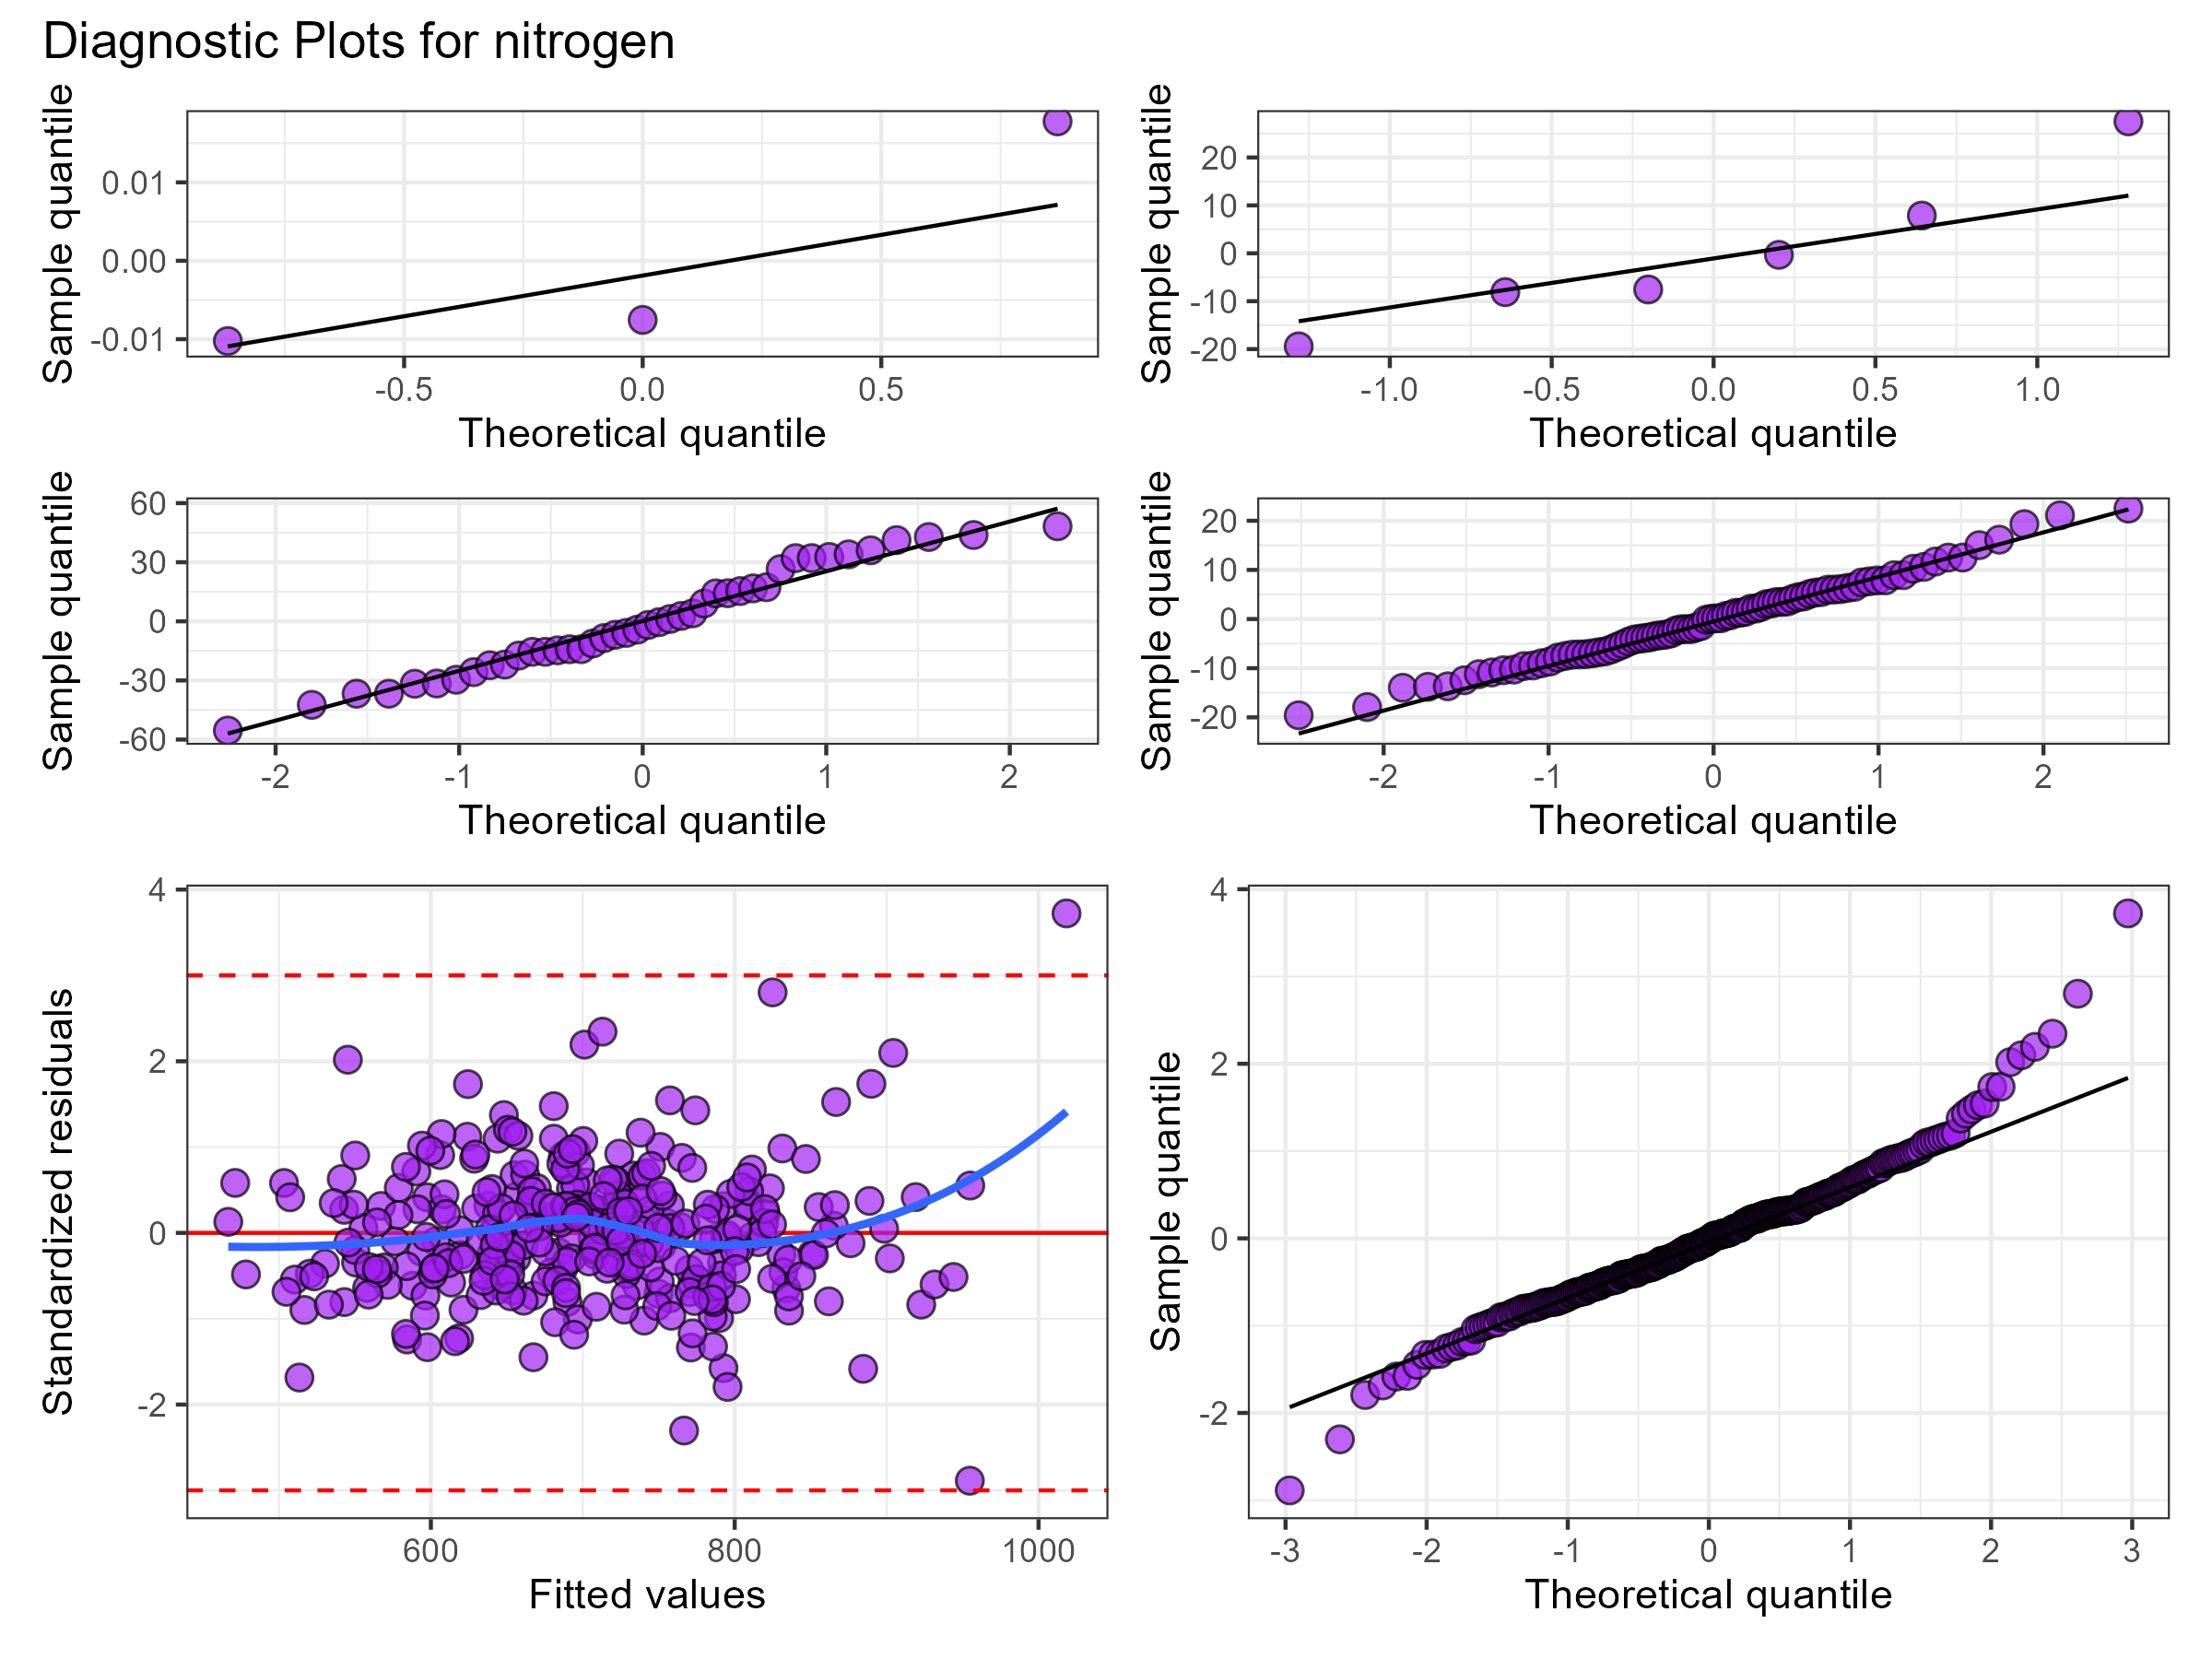 Diagnostic Plots for nitrogen
Sample quantile
0.01
0.00
-0.01
-0.5 0.0 0.5
Theoretical quantile
Sample quantile
20
10
0
-10
-20
-1.0 -0.5 0.0 0.5 1.0
Theoretical quantile
Sample quantile
60
30
0
-30
-60
-2 -1 0 1 2
Theoretical quantile
Sample quantile
20
10
0
-10
-20
-2 -1 0 1 2
Theoretical quantile
Standardized residuals
4
2
0
-2
600 800 1000
Fitted values
Sample quantile
4
2
0
-2
-3 -2 -1 0 1 2 3
Theoretical quantile